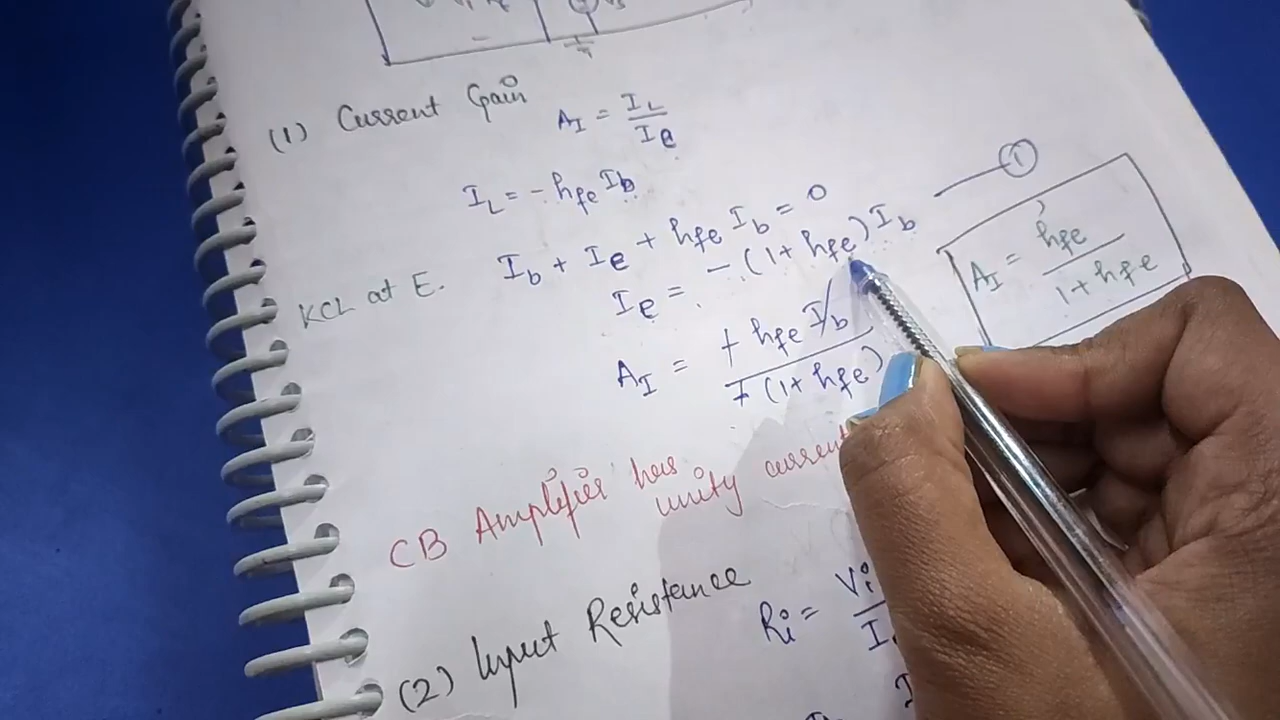 (1) Current Gain
A_I = I_L / I_e
I_L = - h_fe I_b
①
KCL at E. I_b + I_e + h_fe I_b = 0
I_e = - (1 + h_fe) I_b
A_I = + h_fe I_b / + (1 + h_fe)
A_I = h_fe / 1 + h_fe
CB Amplifier has unity current
(2) Input Resistance
R_i = V_i / I